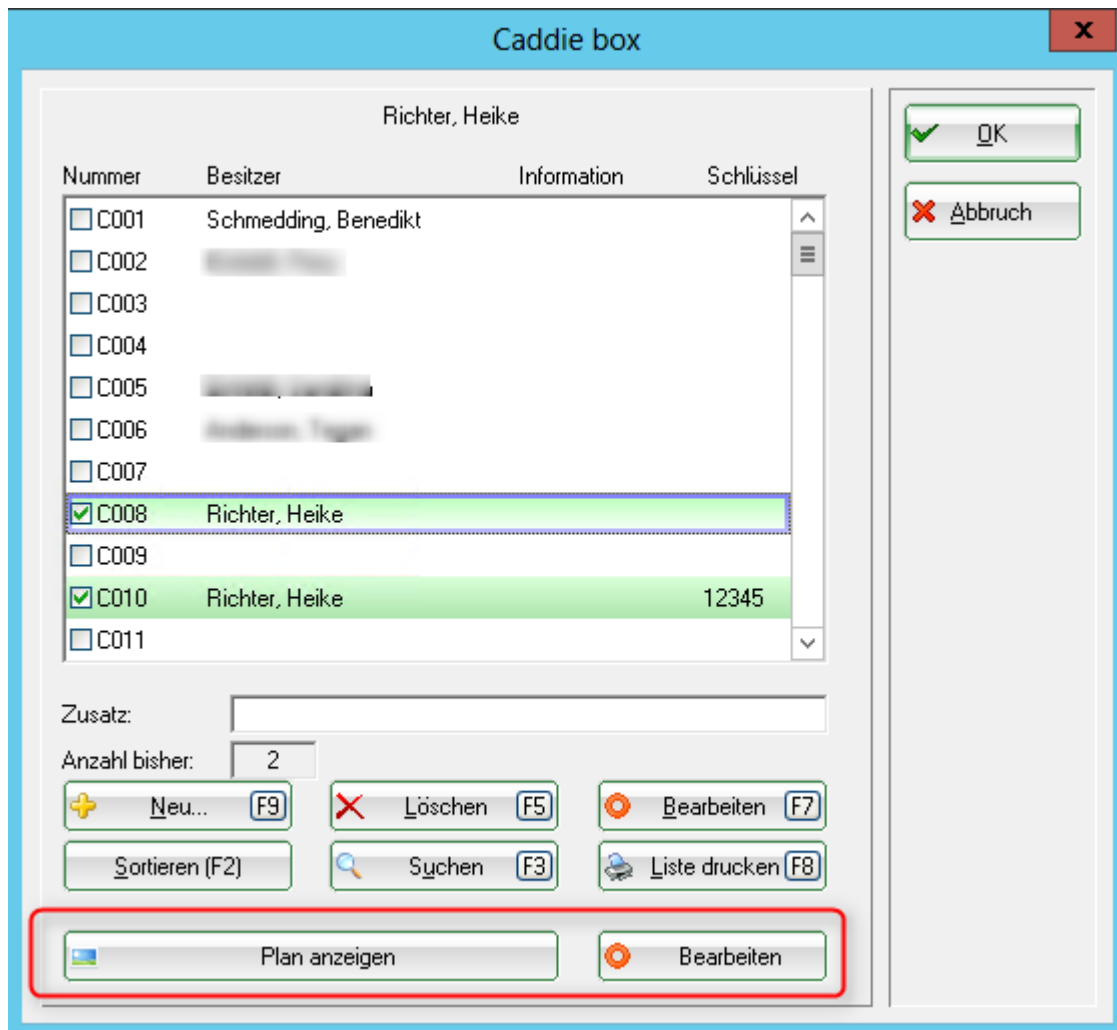 Caddie box
x
Richter, Heike
OK
Abbruch
Nummer Besitzer Information Schlüssel
C001 Schmedding, Benedikt
C002
C003
C004
C005
C006
C007
C008 Richter, Heike
C009
C010 Richter, Heike 12345
C011
Zusatz:
Anzahl bisher: 2
Neu... F9 Löschen F5 Bearbeiten F7
Sortieren (F2) Suchen F3 Liste drucken F8
Plan anzeigen Bearbeiten